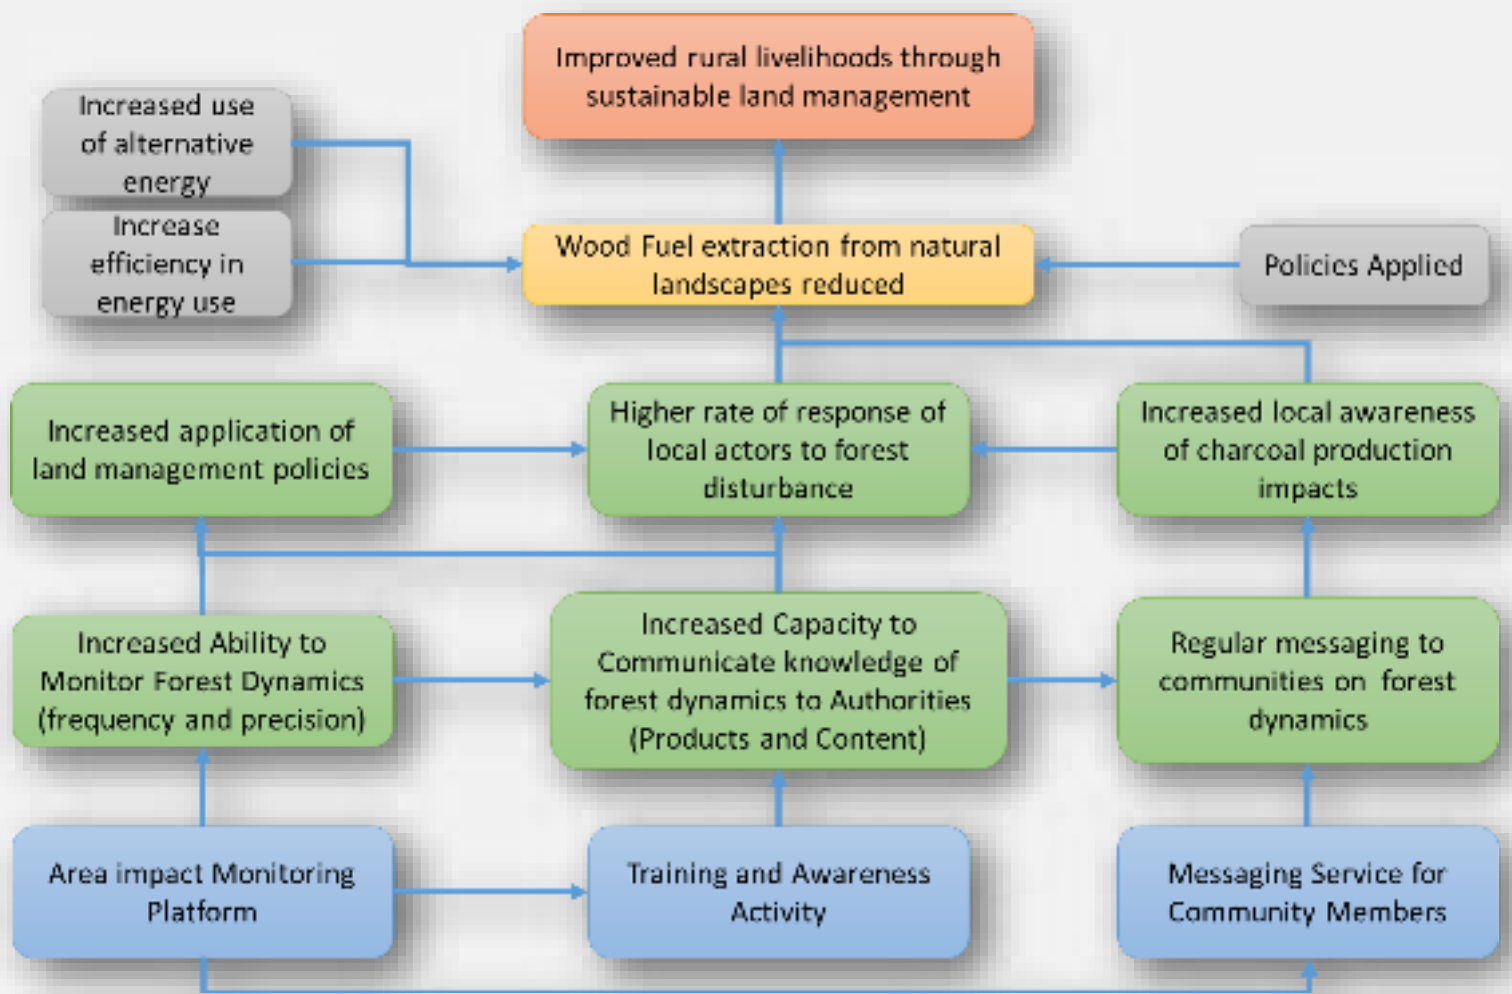 Improved rural livelihoods through
sustainable land management
Increased use
of alternative
energy
Increase
efficiency in
energy use
Wood Fuel extraction from natural
landscapes reduced
Policies Applied
Increased application of
land management policies
Higher rate of response of
local actors to forest
disturbance
Increased local awareness
of charcoal production
impacts
Increased Ability to
Monitor Forest Dynamics
(frequency and precision)
Increased Capacity to
Communicate knowledge of
forest dynamics to Authorities
(Products and Content)
Regular messaging to
communities on forest
dynamics
Area impact Monitoring
Platform
Training and Awareness
Activity
Messaging Service for
Community Members